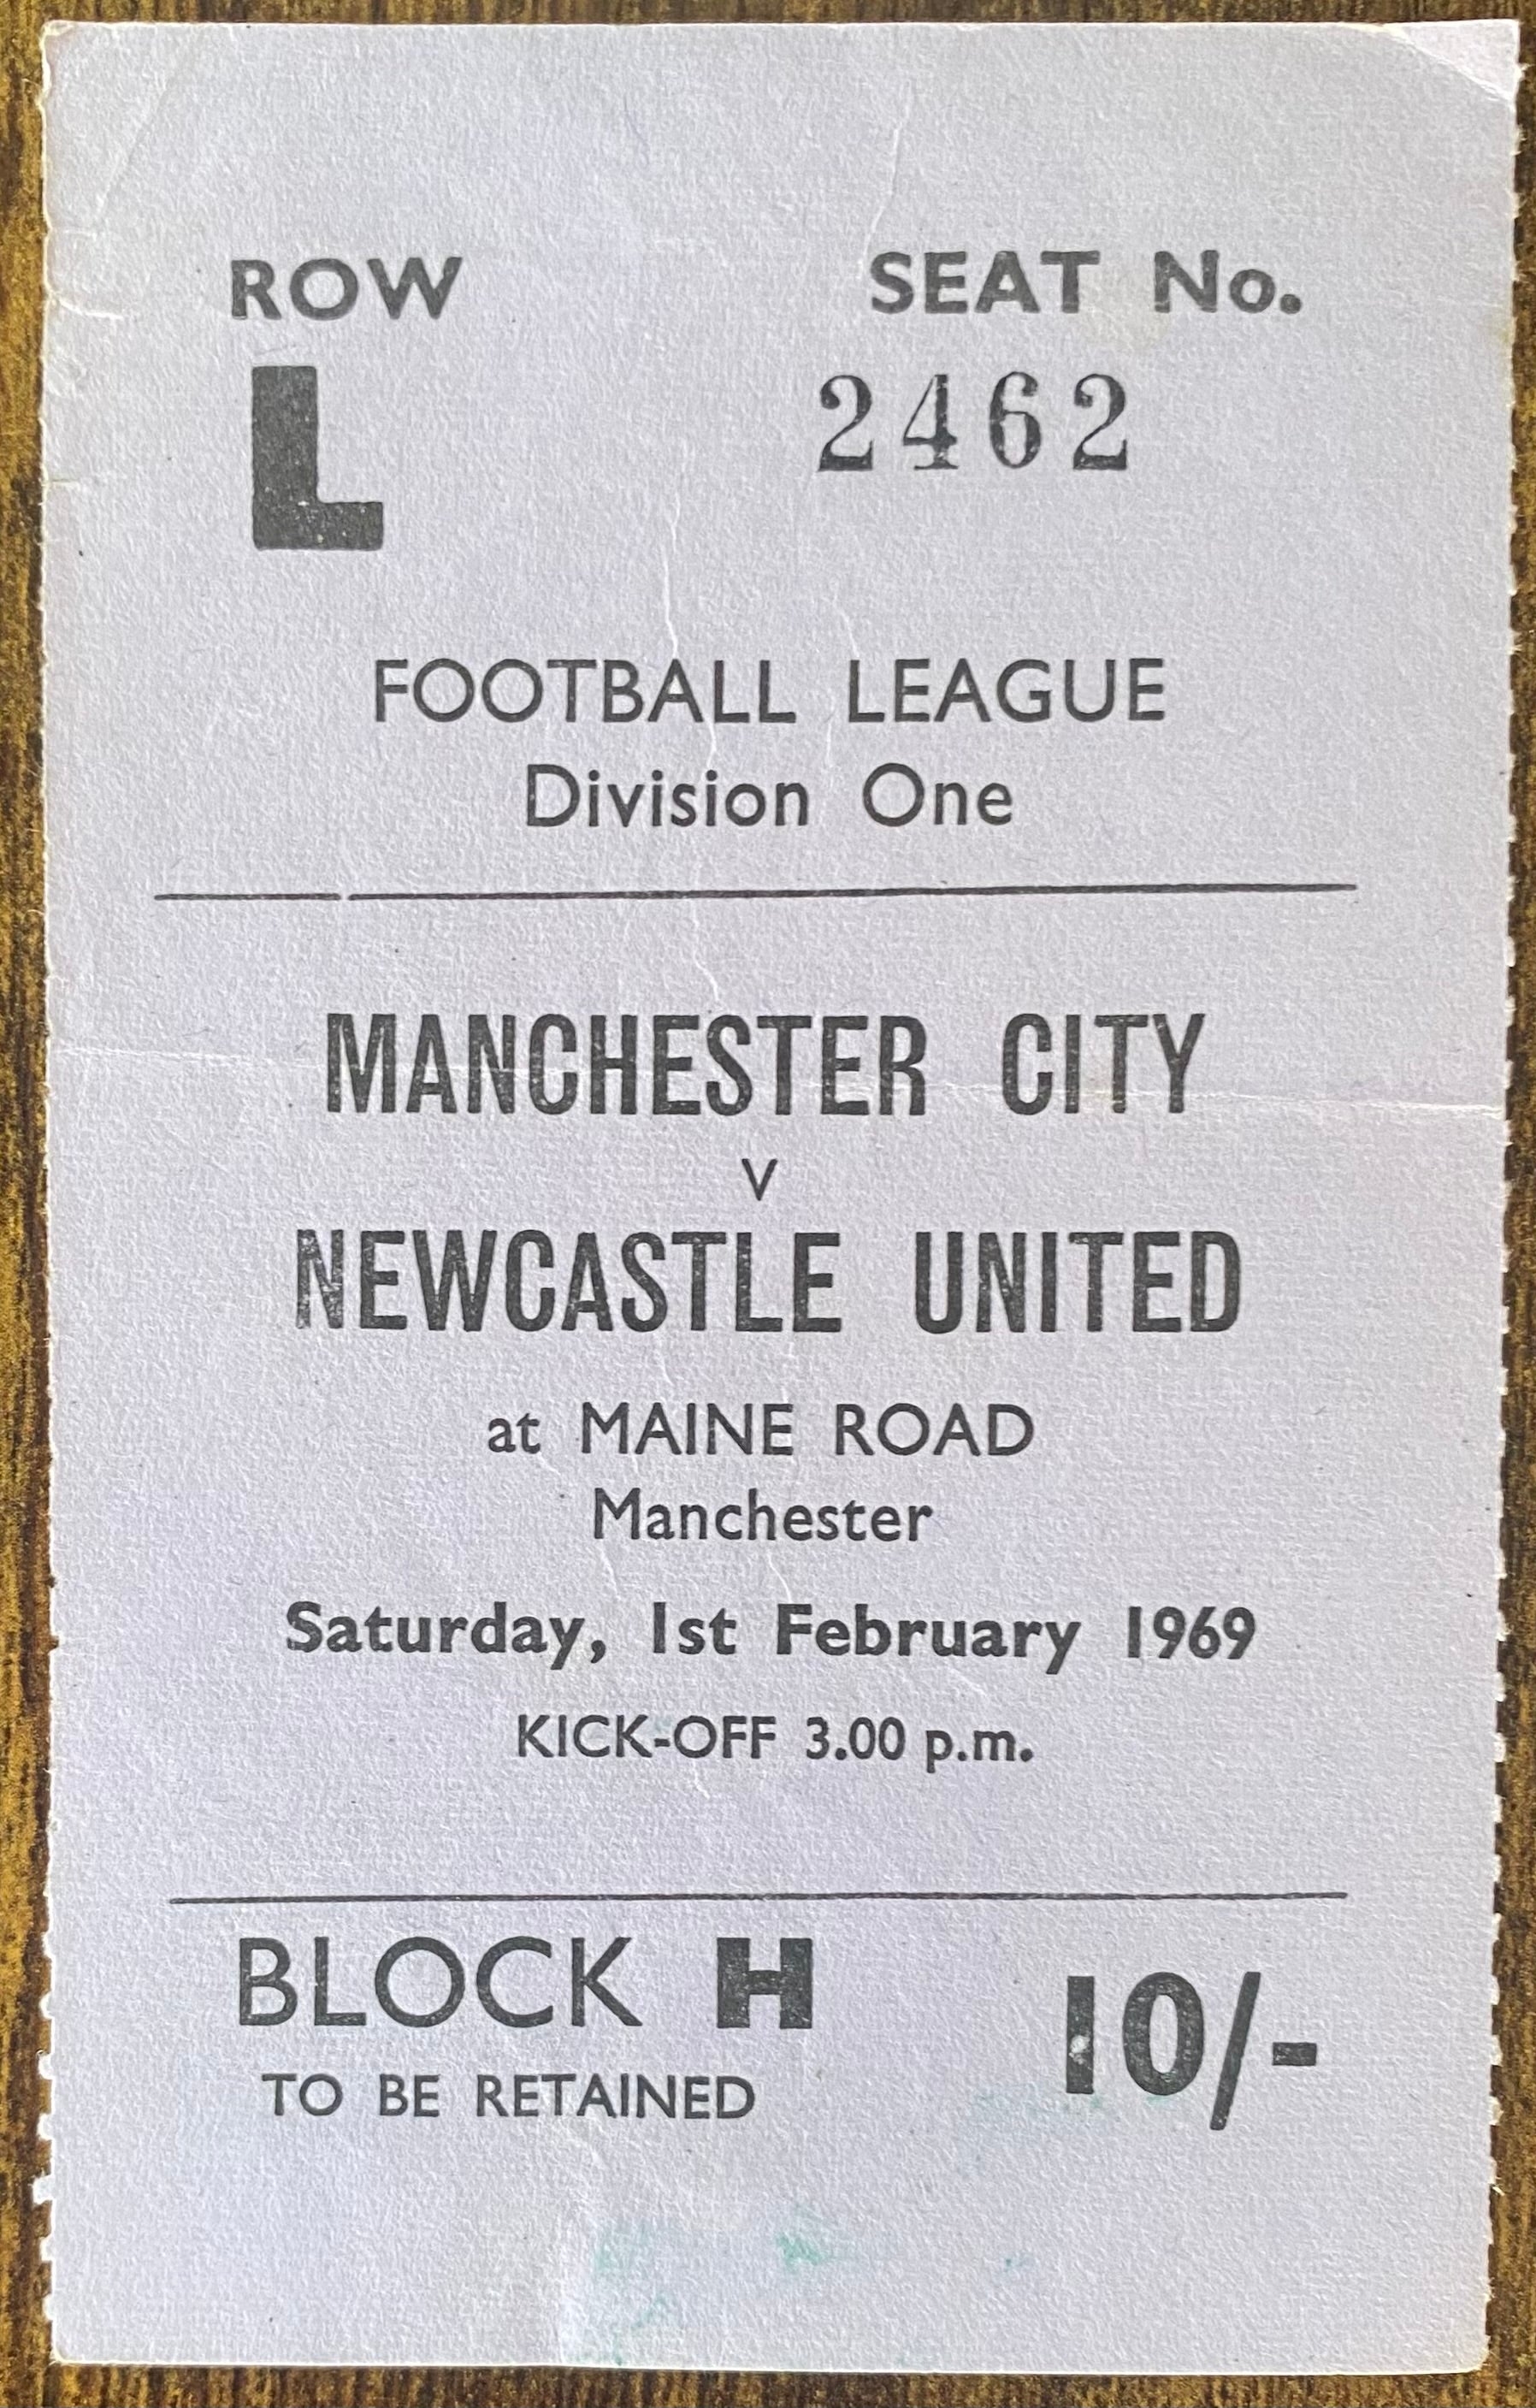 ROW SEAT No.
L 2462
FOOTBALL LEAGUE
Division One
MANCHESTER CITY
v
NEWCASTLE UNITED
at MAINE ROAD
Manchester
Saturday, 1st February 1969
KICK-OFF 3.00 p.m.
BLOCK H 10/-
TO BE RETAINED